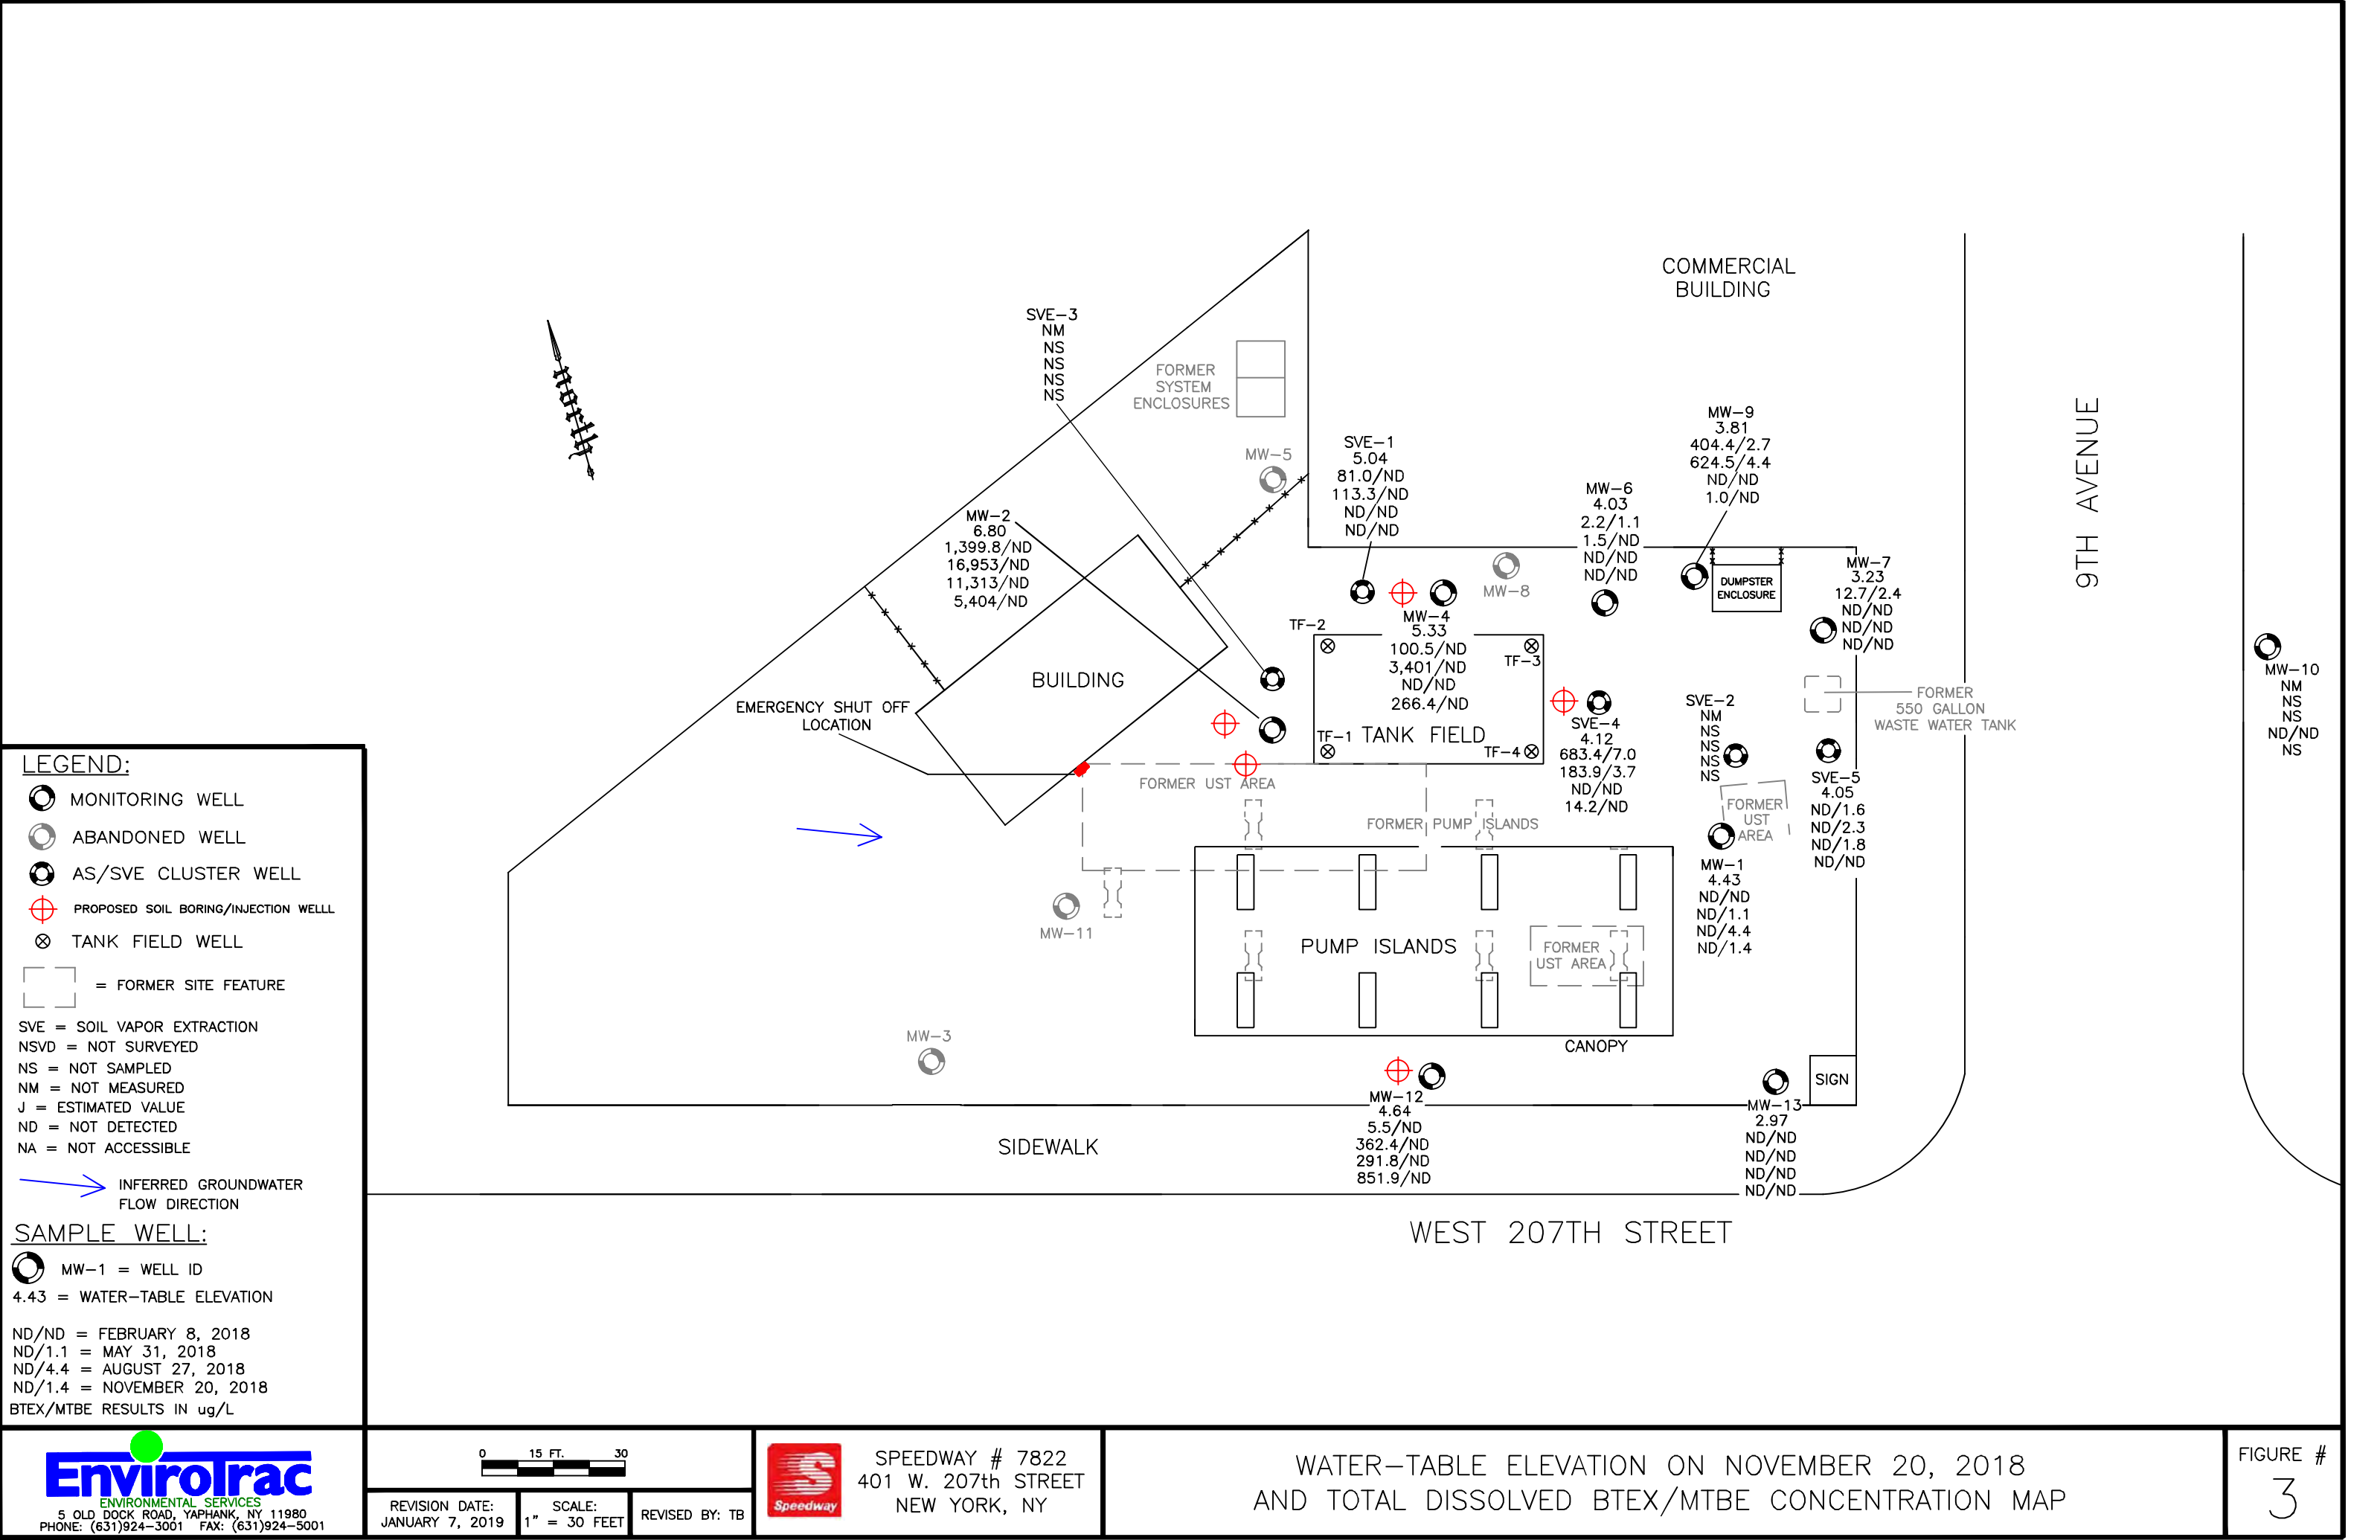 COMMERCIAL
BUILDING
SVE-3
NM
NS
NS
NS
NS
north
FORMER
SYSTEM
ENCLOSURES
9TH AVENUE
MW-9
3.81
404.4/2.7
624.5/4.4
ND/ND
1.0/ND
SVE-1
5.04
81.0/ND
113.3/ND
ND/ND
ND/ND
MW-5
MW-6
4.03
2.2/1.1
1.5/ND
ND/ND
ND/ND
MW-2
6.80
1,399.8/ND
16,953/ND
11,313/ND
5,404/ND
MW-8
DUMPSTER
ENCLOSURE
MW-7
3.23
12.7/2.4
ND/ND
ND/ND
ND/ND
MW-4
5.33
100.5/ND
3,401/ND
ND/ND
266.4/ND
TF-2
TF-3
TF-1
TANK FIELD
TF-4
MW-10
NM
NS
NS
ND/ND
NS
BUILDING
EMERGENCY SHUT OFF
LOCATION
FORMER
550 GALLON
WASTE WATER TANK
SVE-2
NM
NS
NS
NS
NS
SVE-4
4.12
683.4/7.0
183.9/3.7
ND/ND
14.2/ND
SVE-5
4.05
ND/1.6
ND/2.3
ND/1.8
ND/ND
FORMER UST AREA
FORMER PUMP ISLANDS
FORMER
UST
AREA
MW-1
4.43
ND/ND
ND/1.1
ND/4.4
ND/1.4
MW-11
PUMP ISLANDS
FORMER
UST AREA
MW-3
CANOPY
SIGN
MW-12
4.64
5.5/ND
362.4/ND
291.8/ND
851.9/ND
MW-13
2.97
ND/ND
ND/ND
ND/ND
ND/ND
SIDEWALK
WEST 207TH STREET
LEGEND:
MONITORING WELL
ABANDONED WELL
AS/SVE CLUSTER WELL
PROPOSED SOIL BORING/INJECTION WELLL
TANK FIELD WELL
= FORMER SITE FEATURE
SVE = SOIL VAPOR EXTRACTION
NSVD = NOT SURVEYED
NS = NOT SAMPLED
NM = NOT MEASURED
J = ESTIMATED VALUE
ND = NOT DETECTED
NA = NOT ACCESSIBLE
INFERRED GROUNDWATER
FLOW DIRECTION
SAMPLE WELL:
MW-1 = WELL ID
4.43 = WATER-TABLE ELEVATION
ND/ND = FEBRUARY 8, 2018
ND/1.1 = MAY 31, 2018
ND/4.4 = AUGUST 27, 2018
ND/1.4 = NOVEMBER 20, 2018
BTEX/MTBE RESULTS IN ug/L
EnviroTrac
ENVIRONMENTAL SERVICES
5 OLD DOCK ROAD, YAPHANK, NY 11980
PHONE: (631)924-3001 FAX: (631)924-5001
0 15 FT. 30
REVISION DATE:
JANUARY 7, 2019
SCALE:
1" = 30 FEET
REVISED BY: TB
Speedway
SPEEDWAY # 7822
401 W. 207th STREET
NEW YORK, NY
WATER-TABLE ELEVATION ON NOVEMBER 20, 2018
AND TOTAL DISSOLVED BTEX/MTBE CONCENTRATION MAP
FIGURE #
3